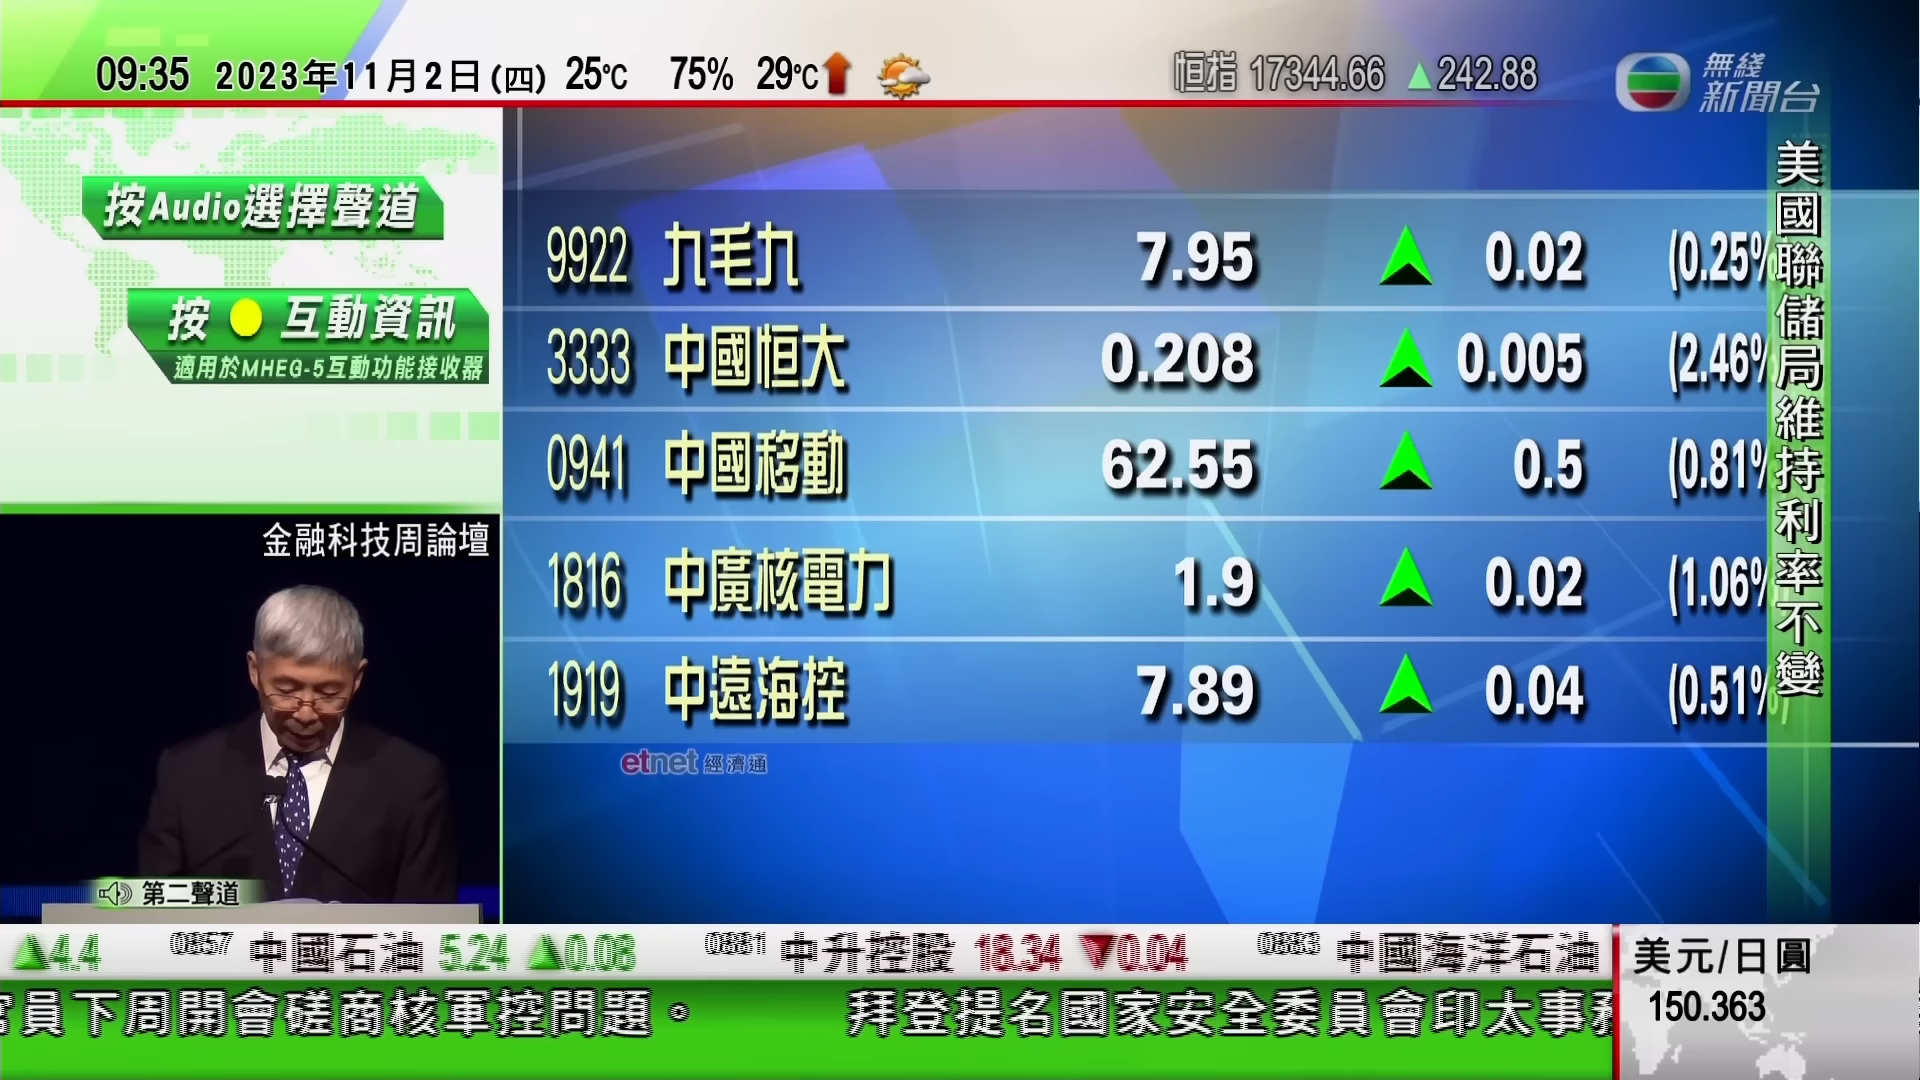 09:35 2023年11月2日(四) 25℃ 75% 29℃ 恒指 17344.66 ▲242.88
無綫
新聞台
按Audio選擇聲道
按 互動資訊
適用於MHEG-5互動功能接收器
金融科技周論壇
第二聲道
9922 九毛九 7.95 ▲ 0.02 (0.25%
3333 中國恒大 0.208 ▲ 0.005 (2.46%
0941 中國移動 62.55 ▲ 0.5 (0.81%
1816 中廣核電力 1.9 ▲ 0.02 (1.06%
1919 中遠海控 7.89 ▲ 0.04 (0.51%)
etnet 經濟通
美國聯儲局維持利率不變
▲4.4 0857 中國石油 5.24 ▲0.08 0881 中升控股 18.34 ▼0.04 0883 中國海洋石油
官員下周開會磋商核軍控問題。 拜登提名國家安全委員會印太事務
美元/日圓
150.363